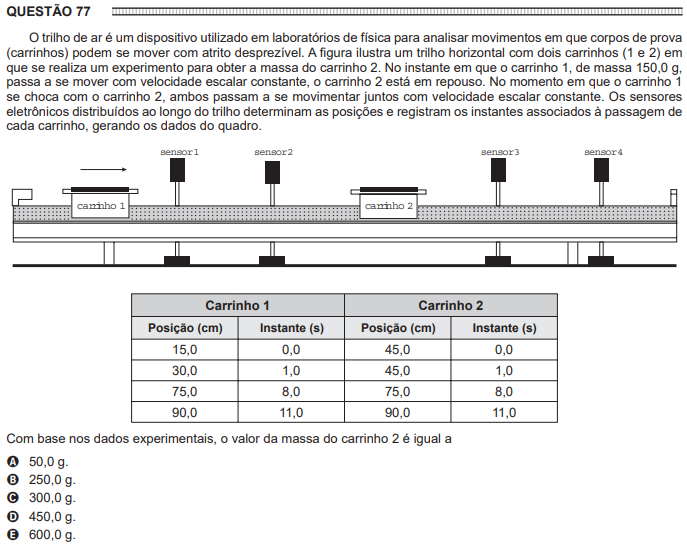 QUESTÃO 77
O trilho de ar é um dispositivo utilizado em laboratórios de física para analisar movimentos em que corpos de prova
(carrinhos) podem se mover com atrito desprezível. A figura ilustra um trilho horizontal com dois carrinhos (1 e 2) em
que se realiza um experimento para obter a massa do carrinho 2. No instante em que o carrinho 1, de massa 150,0 g,
passa a se mover com velocidade escalar constante, o carrinho 2 está em repouso. No momento em que o carrinho 1
se choca com o carrinho 2, ambos passam a se movimentar juntos com velocidade escalar constante. Os sensores
eletrônicos distribuídos ao longo do trilho determinam as posições e registram os instantes associados à passagem de
cada carrinho, gerando os dados do quadro.
sensor1 sensor2 sensor3 sensor4
carrinho 1 carrinho 2
Carrinho 1 Carrinho 2
Posição (cm) Instante (s) Posição (cm) Instante (s)
15,0 0,0 45,0 0,0
30,0 1,0 45,0 1,0
75,0 8,0 75,0 8,0
90,0 11,0 90,0 11,0
Com base nos dados experimentais, o valor da massa do carrinho 2 é igual a
A 50,0 g.
B 250,0 g.
C 300,0 g.
D 450,0 g.
E 600,0 g.